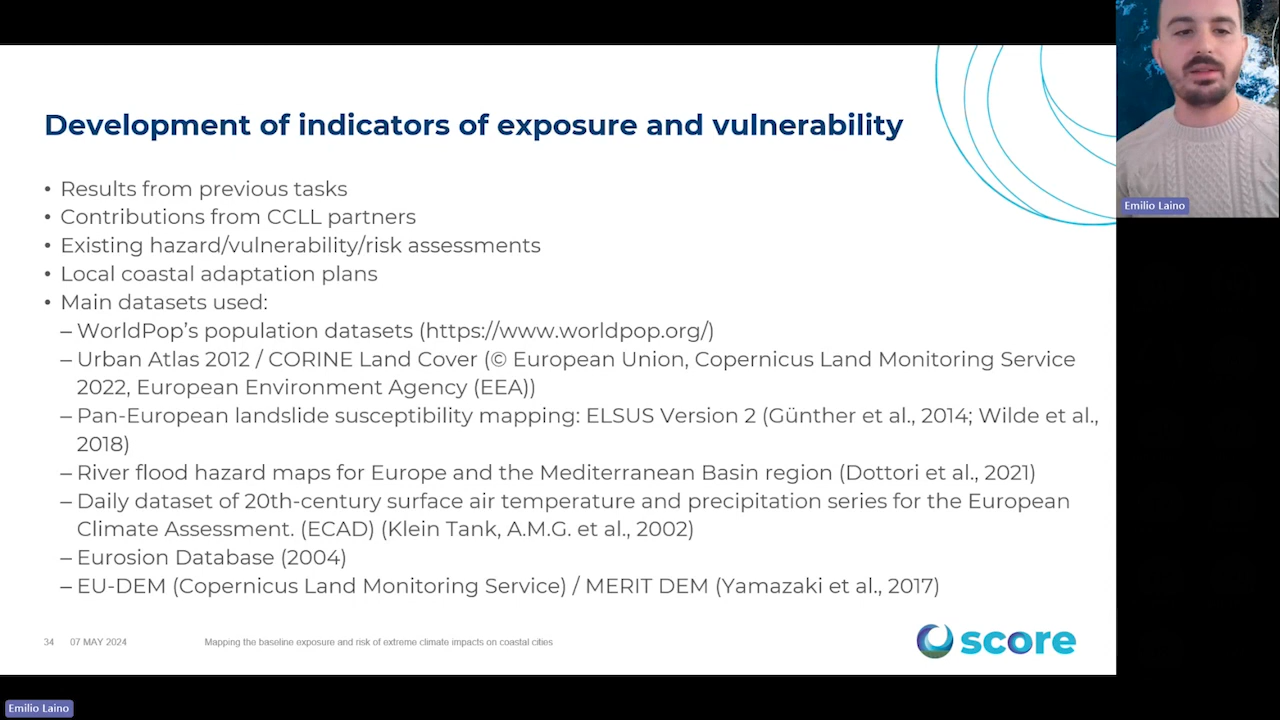 Development of indicators of exposure and vulnerability
• Results from previous tasks
• Contributions from CCLL partners
• Existing hazard/vulnerability/risk assessments
• Local coastal adaptation plans
• Main datasets used:
– WorldPop's population datasets (https://www.worldpop.org/)
– Urban Atlas 2012 / CORINE Land Cover (© European Union, Copernicus Land Monitoring Service
2022, European Environment Agency (EEA))
– Pan-European landslide susceptibility mapping: ELSUS Version 2 (Günther et al., 2014; Wilde et al.,
2018)
– River flood hazard maps for Europe and the Mediterranean Basin region (Dottori et al., 2021)
– Daily dataset of 20th-century surface air temperature and precipitation series for the European
Climate Assessment. (ECAD) (Klein Tank, A.M.G. et al., 2002)
– Eurosion Database (2004)
– EU-DEM (Copernicus Land Monitoring Service) / MERIT DEM (Yamazaki et al., 2017)
34 07 MAY 2024 Mapping the baseline exposure and risk of extreme climate impacts on coastal cities
score
Emilio Laino
Emilio Laino